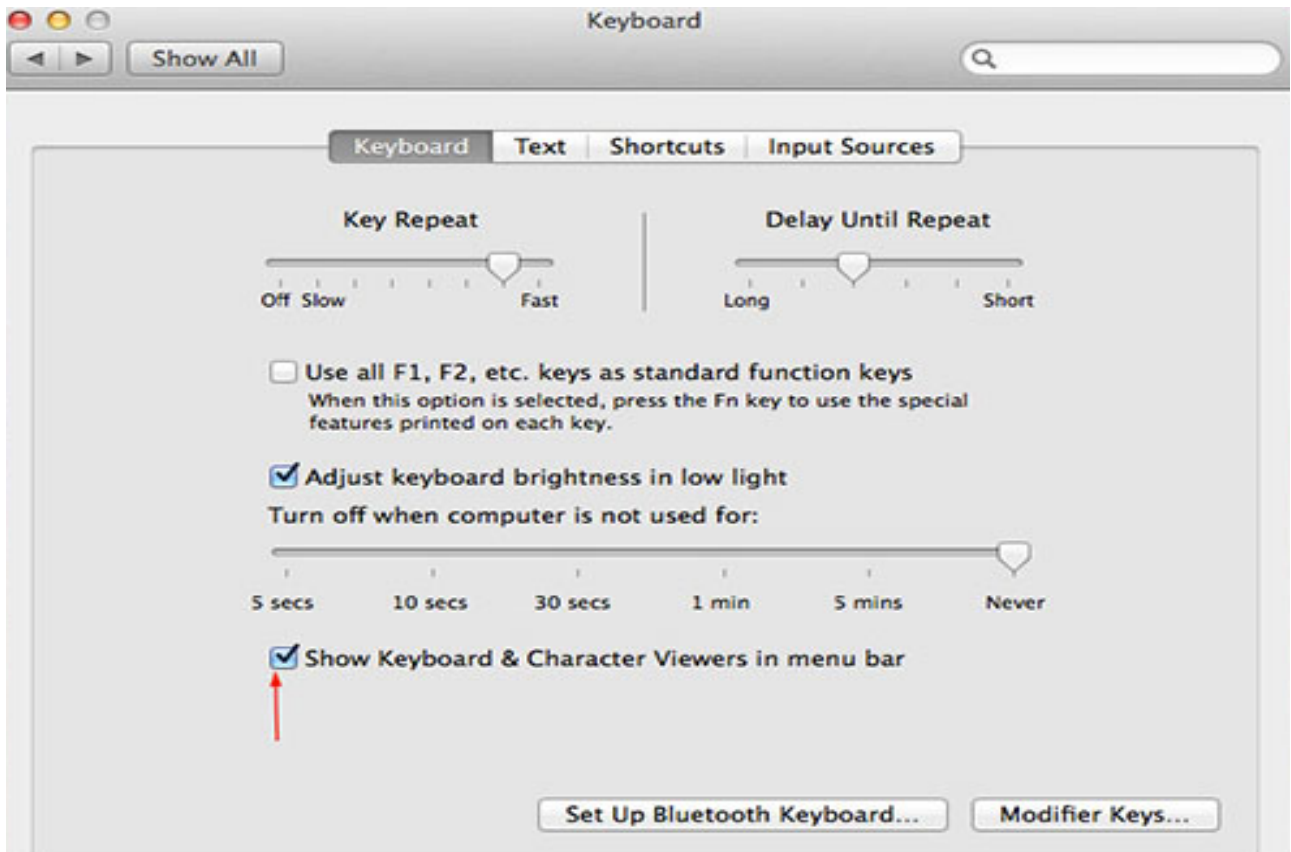 Keyboard
Show All
Keyboard Text Shortcuts Input Sources
Key Repeat Delay Until Repeat
Off Slow Fast Long Short
Use all F1, F2, etc. keys as standard function keys
When this option is selected, press the Fn key to use the special
features printed on each key.
Adjust keyboard brightness in low light
Turn off when computer is not used for:
5 secs 10 secs 30 secs 1 min 5 mins Never
Show Keyboard & Character Viewers in menu bar
Set Up Bluetooth Keyboard... Modifier Keys...